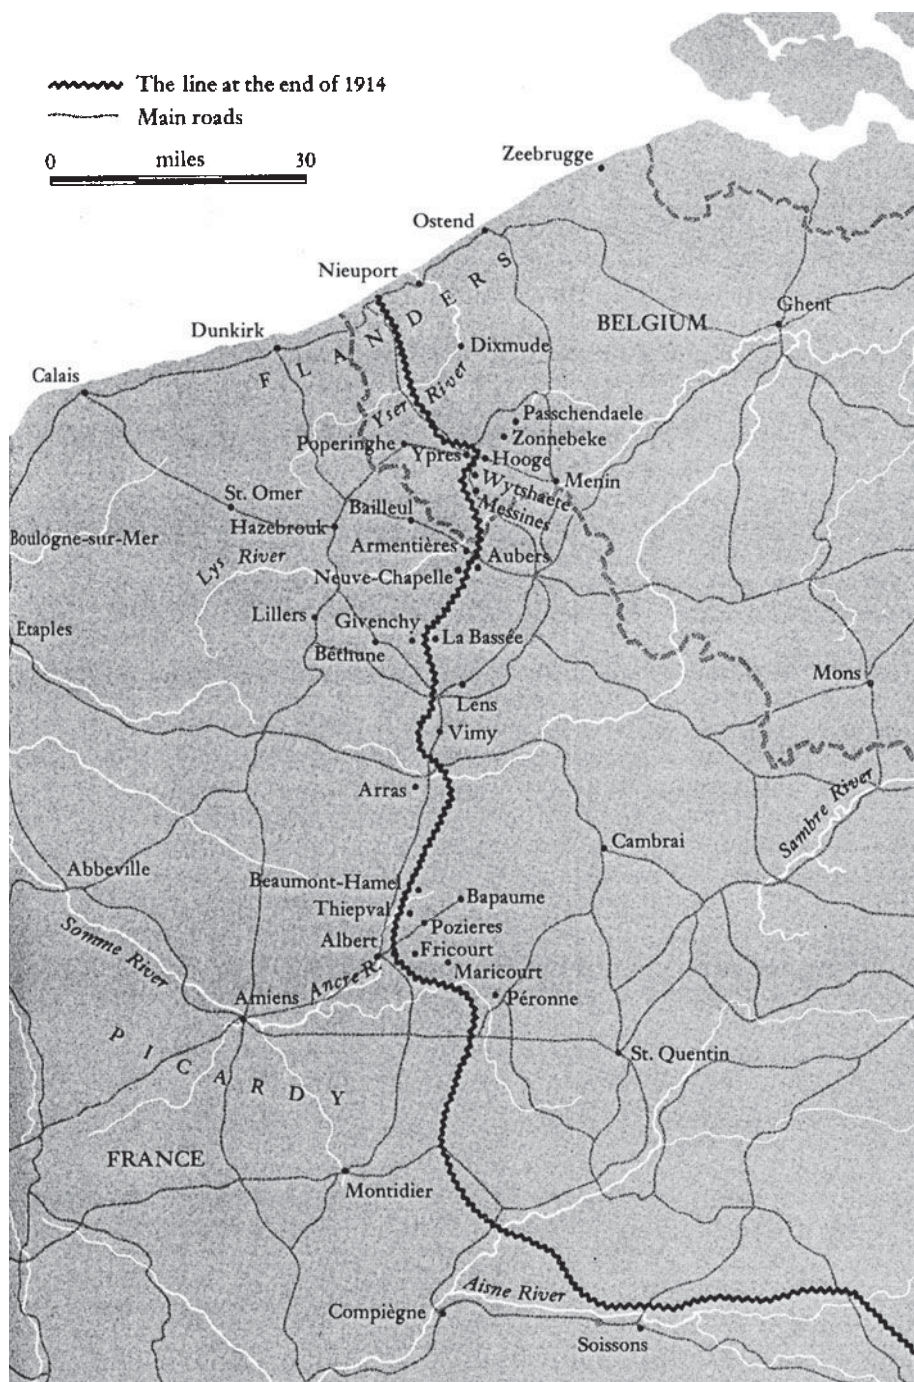 The line at the end of 1914
Main roads
0 miles 30
Zeebrugge
Ostend
Nieuport
FLANDERS
BELGIUM
Ghent
Dunkirk
Dixmude
Calais
Yser River
Passchendaele
Zonnebeke
Poperinghe
Ypres
Hooge
Menin
Wytshaete
Messines
St. Omer
Bailleul
Hazebrouk
Boulogne-sur-Mer
Armentières
Aubers
Lys River
Neuve-Chapelle
Lillers
Givenchy
Etaples
La Bassée
Béthune
Mons
Lens
Vimy
Arras
Sambre River
Cambrai
Abbeville
Beaumont-Hamel
Bapaume
Thiepval
Pozieres
Somme River
Albert
Fricourt
Maricourt
Ancre R.
Amiens
Péronne
PICARDY
St. Quentin
FRANCE
Montidier
Aisne River
Compiègne
Soissons